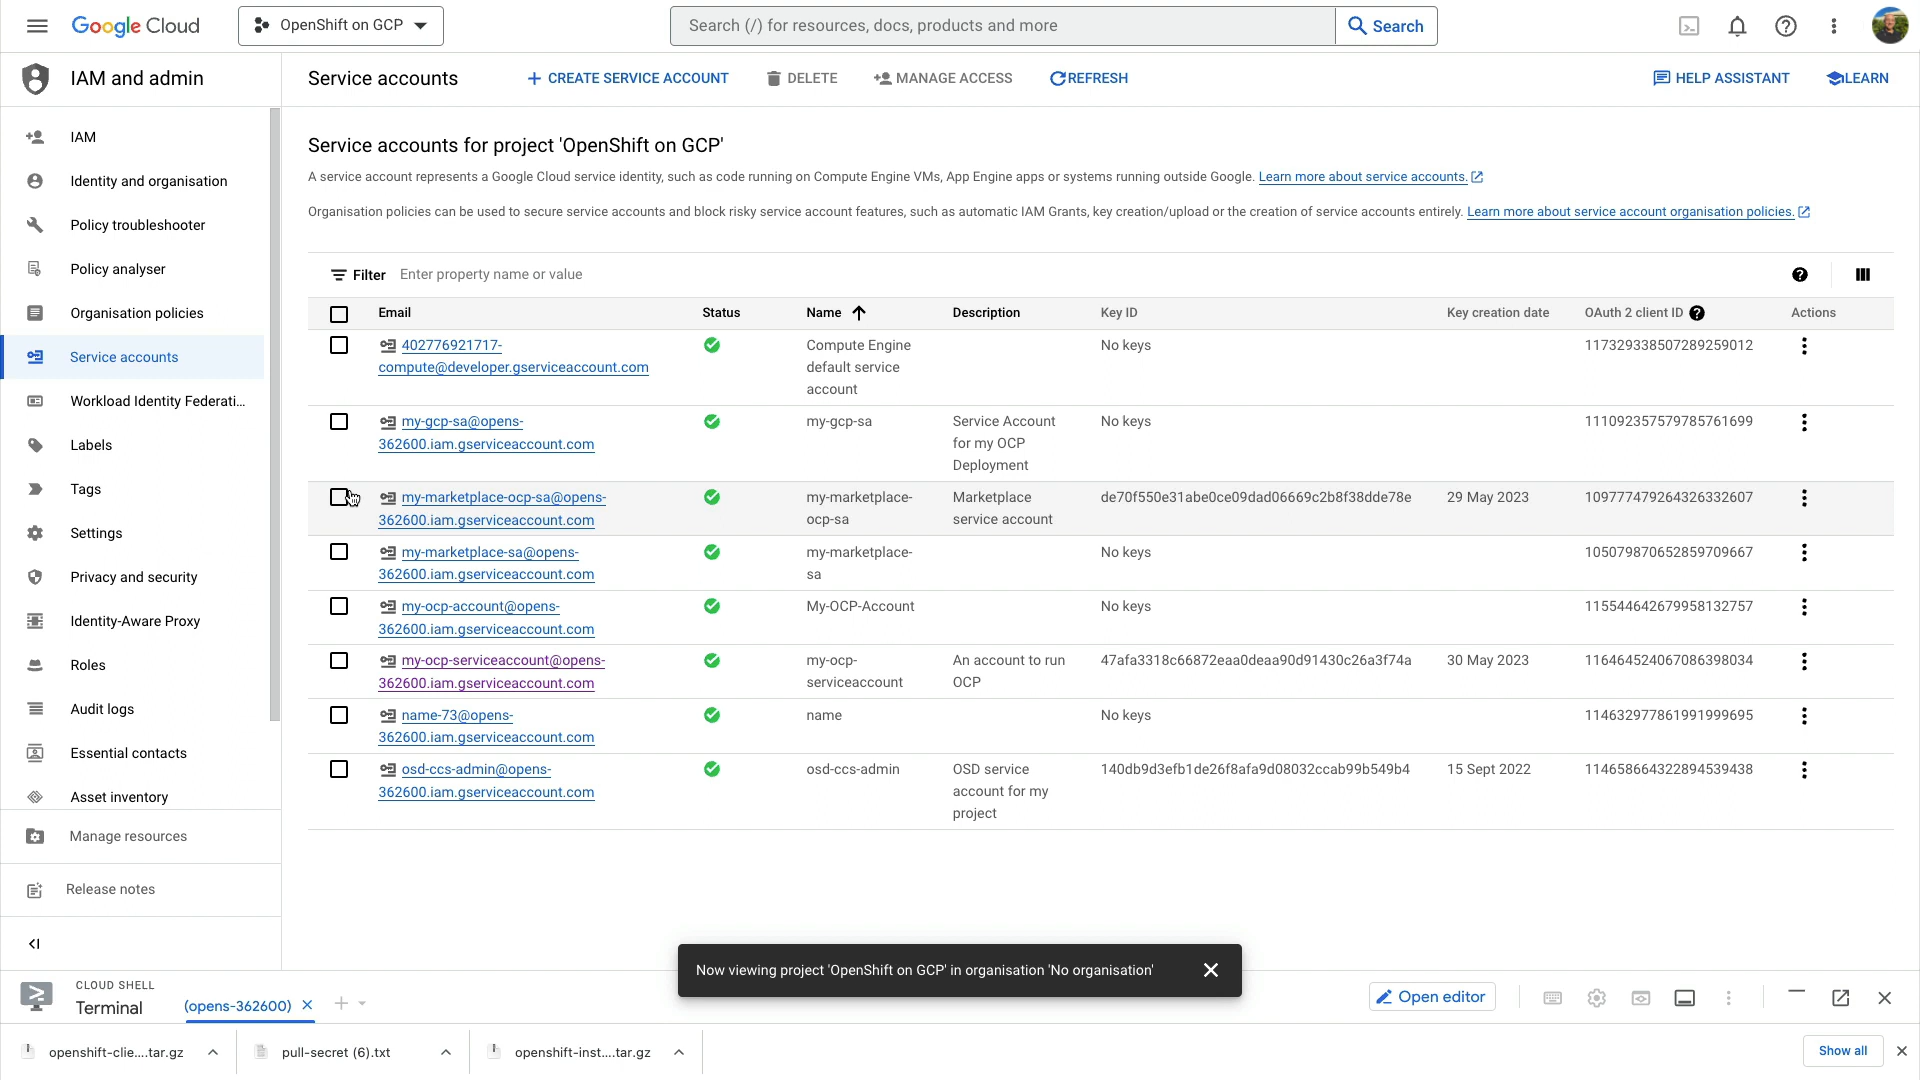 Google Cloud
OpenShift on GCP
Search (/) for resources, docs, products and more
Search
IAM and admin
Service accounts
CREATE SERVICE ACCOUNT
DELETE
MANAGE ACCESS
REFRESH
HELP ASSISTANT
LEARN
IAM
Identity and organisation
Policy troubleshooter
Policy analyser
Organisation policies
Service accounts
Workload Identity Federati...
Labels
Tags
Settings
Privacy and security
Identity-Aware Proxy
Roles
Audit logs
Essential contacts
Asset inventory
Manage resources
Release notes
Service accounts for project 'OpenShift on GCP'
A service account represents a Google Cloud service identity, such as code running on Compute Engine VMs, App Engine apps or systems running outside Google. Learn more about service accounts.
Organisation policies can be used to secure service accounts and block risky service account features, such as automatic IAM Grants, key creation/upload or the creation of service accounts entirely. Learn more about service account organisation policies.
Filter Enter property name or value
Email Status Name Description Key ID Key creation date OAuth 2 client ID Actions
402776921717- Compute Engine No keys 117329338507289259012
compute@developer.gserviceaccount.com default service
account
my-gcp-sa@opens- my-gcp-sa Service Account No keys 111092357579785761699
362600.iam.gserviceaccount.com for my OCP
Deployment
my-marketplace-ocp-sa@opens- my-marketplace- Marketplace de70f550e31abe0ce09dad06669c2b8f38dde78e 29 May 2023 109777479264326332607
362600.iam.gserviceaccount.com ocp-sa service account
my-marketplace-sa@opens- my-marketplace- No keys 105079870652859709667
362600.iam.gserviceaccount.com sa
my-ocp-account@opens- My-OCP-Account No keys 115544642679958132757
362600.iam.gserviceaccount.com
my-ocp-serviceaccount@opens- my-ocp- An account to run 47afa3318c66872eaa0deaa90d91430c26a3f74a 30 May 2023 116464524067086398034
362600.iam.gserviceaccount.com serviceaccount OCP
name-73@opens- name No keys 114632977861991999695
362600.iam.gserviceaccount.com
osd-ccs-admin@opens- osd-ccs-admin OSD service 140db9d3efb1de26f8afa9d08032ccab99b549b4 15 Sept 2022 114658664322894539438
362600.iam.gserviceaccount.com account for my
project
Now viewing project 'OpenShift on GCP' in organisation 'No organisation'
CLOUD SHELL
Terminal
(opens-362600)
Open editor
openshift-clie....tar.gz
pull-secret (6).txt
openshift-inst....tar.gz
Show all